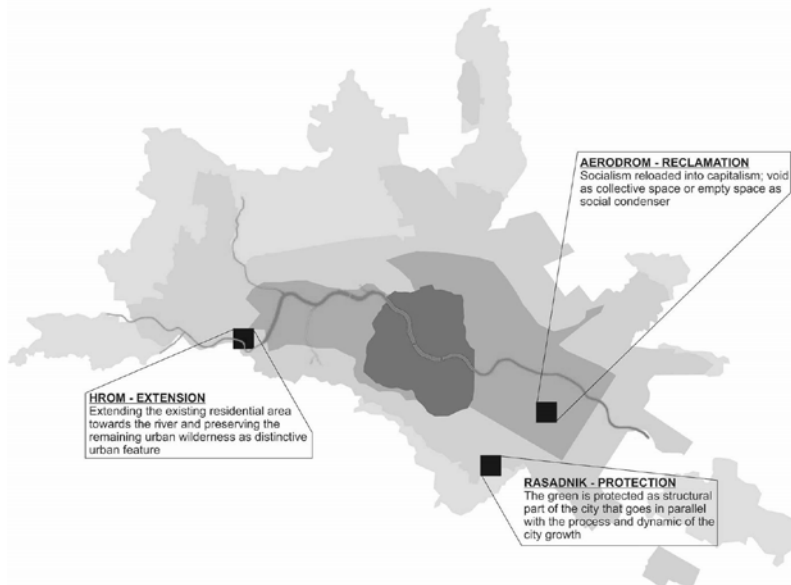 AERODROM - RECLAMATION
Socialism reloaded into capitalism; void
as collective space or empty space as
social condenser
HROM - EXTENSION
Extending the existing residential area
towards the river and preserving the
remaining urban wilderness as distinctive
urban feature
RASADNIK - PROTECTION
The green is protected as structural
part of the city that goes in parallel
with the process and dynamic of the
city growth